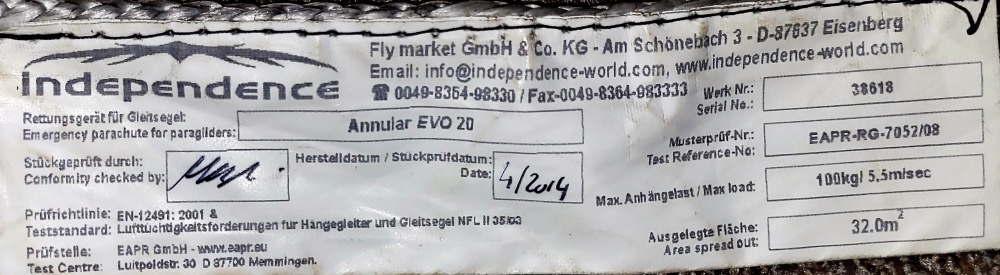 independence
Fly market GmbH & Co. KG - Am Schönebach 3 - D-87637 Eisenberg
Email: info@independence-world.com, www.independence-world.com
☎ 0049-8364-98330 / Fax-0049-8364-983333
Werk Nr.:
Serial No.:
38618
Rettungsgerät für Gleitsegel:
Emergency parachute for paragliders:
Annular EVO 20
Musterprüf-Nr.:
Test Reference-No:
EAPR-RG-7052/08
Stückgeprüft durch:
Conformity checked by:
Herstelldatum / Stückprüfdatum:
Date:
4/2014
Max. Anhängelast / Max load:
100kg/ 5,5m/sec
Prüfrichtlinie: EN-12491: 2001 &
Teststandard: Lufttüchtigkeitsforderungen für Hängegleiter und Gleitsegel NFL II 35/03
Ausgelegte Fläche:
Area spread out:
32.0m²
Prüfstelle: EAPR GmbH - www.eapr.eu
Test Centre: Luitpoldstr. 30 D 87700 Memmingen.